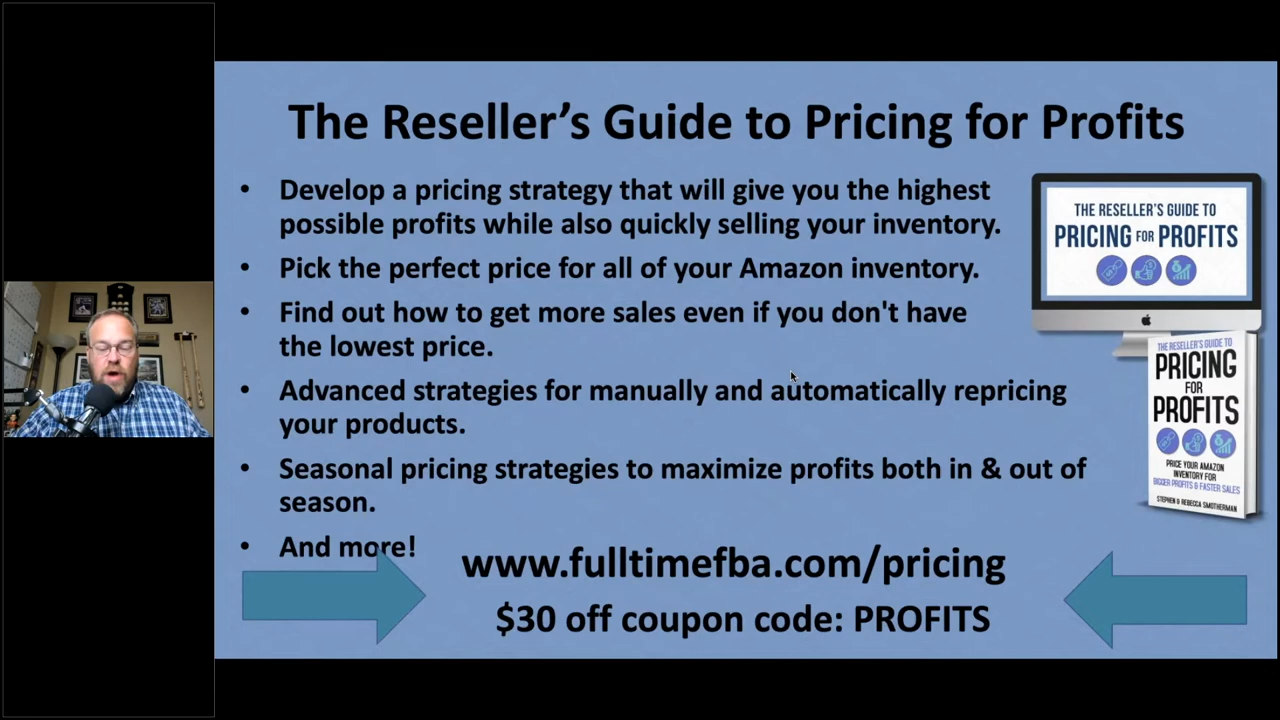 The Reseller's Guide to Pricing for Profits
• Develop a pricing strategy that will give you the highest
possible profits while also quickly selling your inventory.
• Pick the perfect price for all of your Amazon inventory.
• Find out how to get more sales even if you don't have
the lowest price.
• Advanced strategies for manually and automatically repricing
your products.
• Seasonal pricing strategies to maximize profits both in & out of
season.
• And more!
www.fulltimefba.com/pricing
$30 off coupon code: PROFITS
THE RESELLER'S GUIDE TO
PRICING FOR PROFITS
THE RESELLER'S GUIDE TO
PRICING
FOR
PROFITS
PRICE YOUR AMAZON
INVENTORY FOR
BIGGER PROFITS & FASTER SALES
STEPHEN & REBECCA SMOTHERMAN